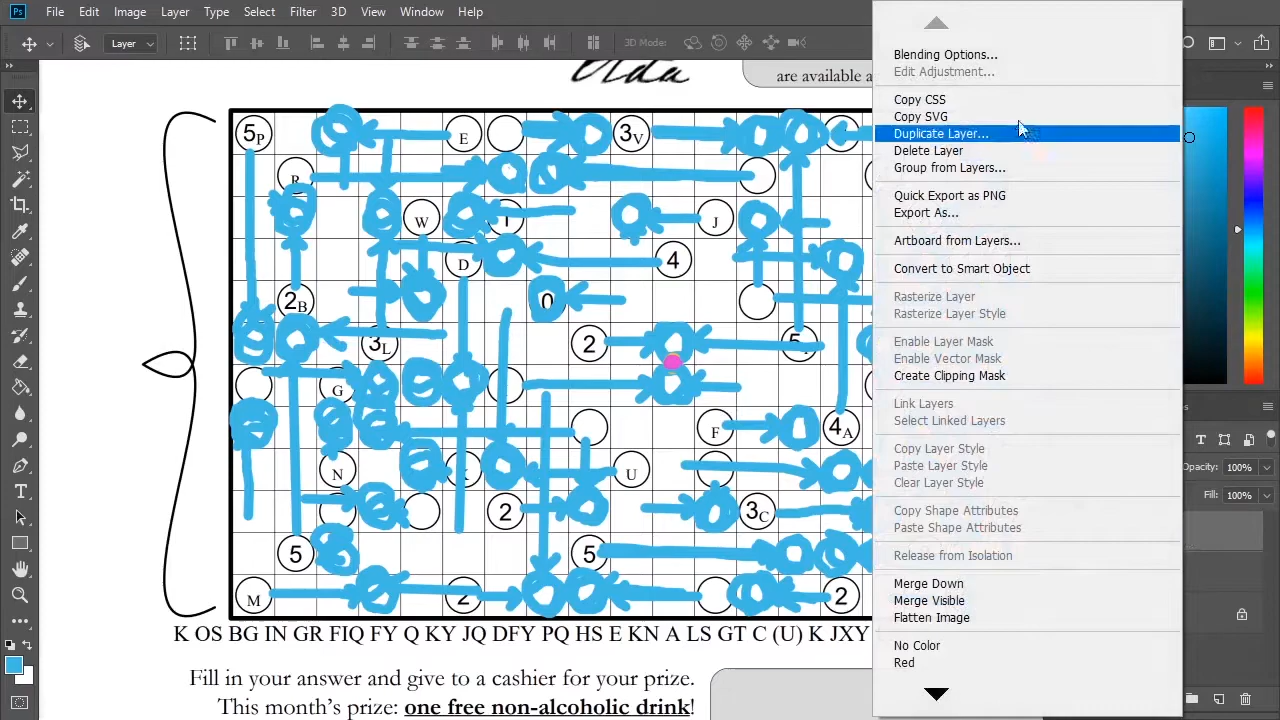 Ps File Edit Image Layer Type Select Filter 3D View Window Help
Layer 3D Mode:
are available a
5P E 3V
R
W 1 J
D 4
2B 0
3L 2 5
G
F 4A
N K U
2 3C
5 5
M 2 2
K OS BG IN GR FIQ FY Q KY JQ DFY PQ HS E KN A LS GT C (U) K JXY
Fill in your answer and give to a cashier for your prize.
This month's prize: one free non-alcoholic drink!
Blending Options...
Edit Adjustment...
Copy CSS
Copy SVG
Duplicate Layer...
Delete Layer
Group from Layers...
Quick Export as PNG
Export As...
Artboard from Layers...
Convert to Smart Object
Rasterize Layer
Rasterize Layer Style
Enable Layer Mask
Enable Vector Mask
Create Clipping Mask
Link Layers
Select Linked Layers
Copy Layer Style
Paste Layer Style
Clear Layer Style
Copy Shape Attributes
Paste Shape Attributes
Release from Isolation
Merge Down
Merge Visible
Flatten Image
No Color
Red
s
Opacity: 100%
Fill: 100%